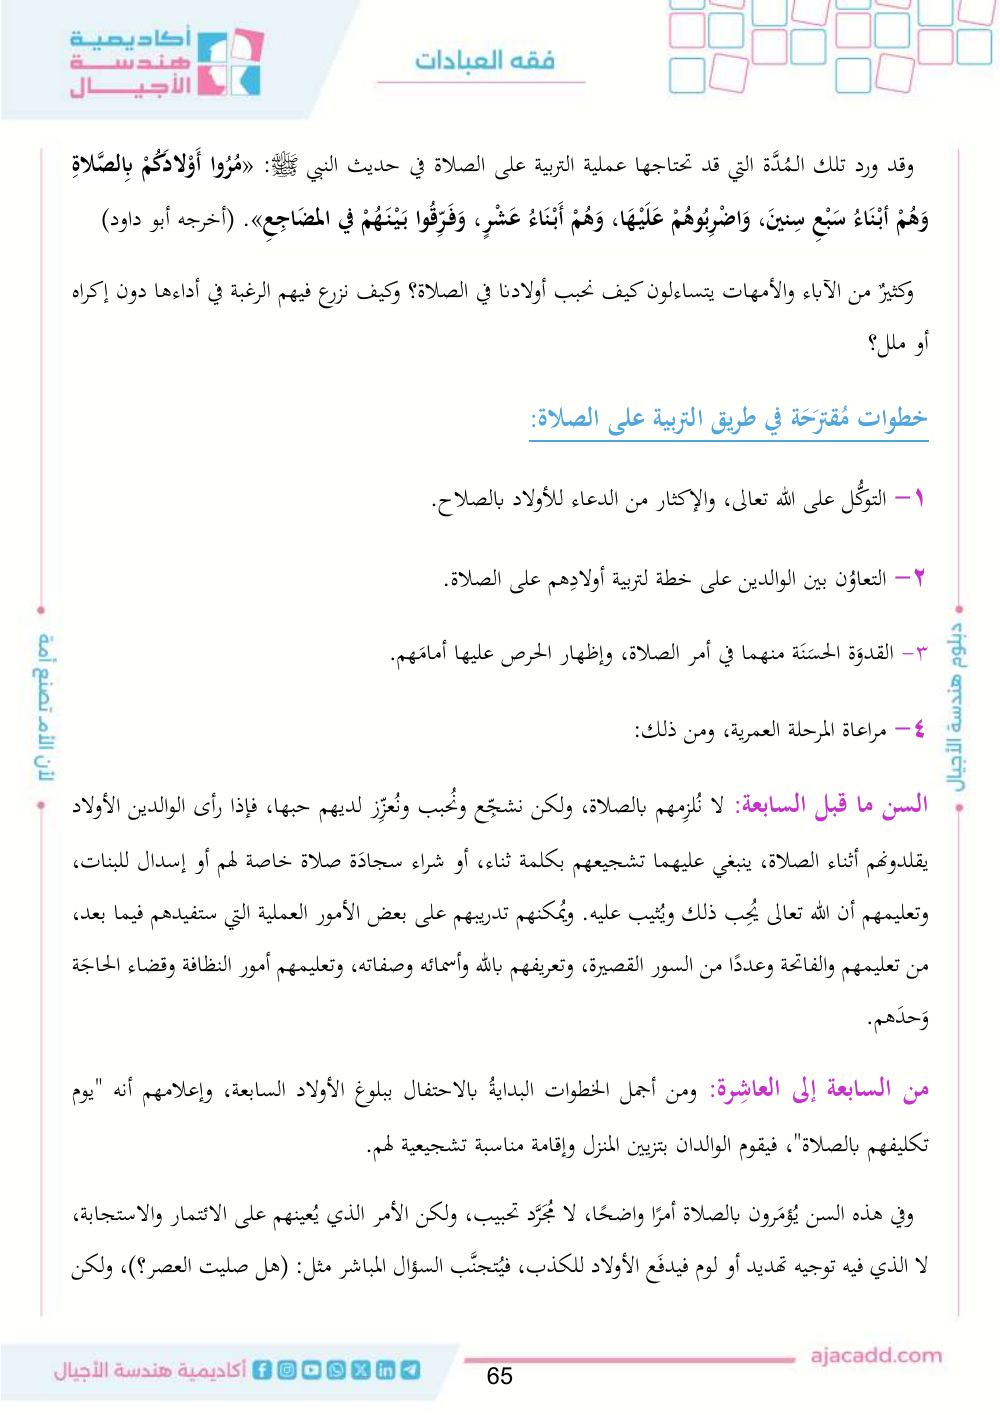 أكاديمية
هندسة
الأجيال
فقه العبادات
وقد ورد تلك المُدَّة التي قد تحتاجها عملية التربية على الصلاة في حديث النبي ﷺ: «مُرُوا أَوْلادَكُمْ بِالصَّلاةِ
وَهُمْ أبْنَاءُ سَبْعِ سِنينَ، وَاضْرِبُوهُمْ عَلَيْهَا، وَهُمْ أَبْنَاءُ عَشْرٍ، وَفَرِّقُوا بَيْنَهُمْ في المضَاجِعِ». (أخرجه أبو داود)
وكثيرٌ من الآباء والأمهات يتساءلون كيف نحبب أولادنا في الصلاة؟ وكيف نزرع فيهم الرغبة في أداءها دون إكراه
أو ملل؟
خطوات مُقترَحَة في طريق التربية على الصلاة:
١– التوكُّل على الله تعالى، والإكثار من الدعاء للأولاد بالصلاح.
٢– التعاوُن بين الوالدين على خطة لتربية أولادِهم على الصلاة.
٣- القدوَة الحسَنَة منهما في أمر الصلاة، وإظهار الحرص عليها أمامَهم.
٤– مراعاة المرحلة العمرية، ومن ذلك:
السن ما قبل السابعة: لا نُلزِمهم بالصلاة، ولكن نشجِّع ونُحبب ونُعزِّز لديهم حبها، فإذا رأى الوالدين الأولاد
يقلدونهم أثناء الصلاة، ينبغي عليهما تشجيعهم بكلمة ثناء، أو شراء سجادَة صلاة خاصة لهم أو إسدال للبنات،
وتعليمهم أن الله تعالى يُحِب ذلك ويُثيب عليه. ويُمكنهم تدريبهم على بعض الأمور العملية التي ستفيدهم فيما بعد،
من تعليمهم والفاتحة وعددًا من السور القصيرة، وتعريفهم بالله وأسمائه وصفاته، وتعليمهم أمور النظافة وقضاء الحاجَة
وَحدَهم.
من السابعة إلى العاشِرة: ومن أجمل الخطوات البدايةُ بالاحتفال ببلوغ الأولاد السابعة، وإعلامهم أنه "يوم
تكليفهم بالصلاة"، فيقوم الوالدان بتزيين المنزل وإقامة مناسبة تشجيعية لهم.
وفي هذه السن يُؤمَرون بالصلاة أمرًا واضحًا، لا مُجَرَّد تحبيب، ولكن الأمر الذي يُعينهم على الائتمار والاستجابة،
لا الذي فيه توجيه تهديد أو لوم فيدفَع الأولاد للكذب، فيُتجنَّب السؤال المباشر مثل: (هل صليت العصر؟)، ولكن
دبلوم هندسة الأجيال
لأن الأم تصنع أمة
أكاديمية هندسة الأجيال
65
ajacadd.com